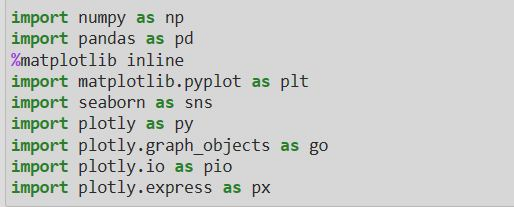 import numpy as np
import pandas as pd
%matplotlib inline
import matplotlib.pyplot as plt
import seaborn as sns
import plotly as py
import plotly.graph_objects as go
import plotly.io as pio
import plotly.express as px